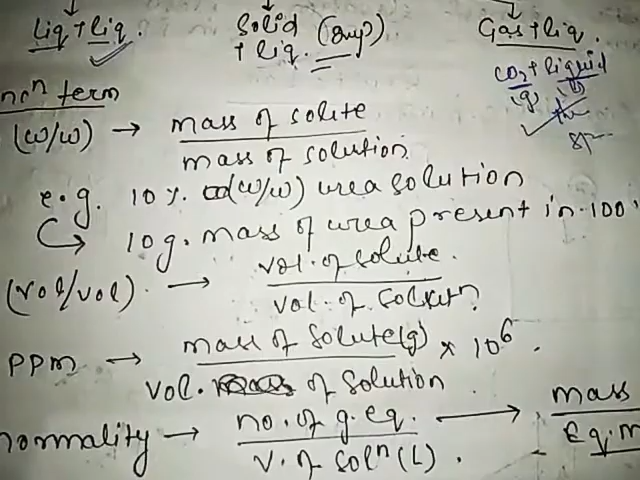 Liq + Liq. Solid Gas + Liq.
+ Liq.
CO2 + Liquid
(g) (l)
term
(w/w) → mass of solute
mass of solution
e.g. 10 %. (w/w) urea solution
10 g. mass of urea present in 100
(vol/vol). → vol. of solute.
vol. of
PPm → mass of solute(g) × 10^6.
vol. of Solution
normality → no. of g.eq. → mass
V. of solⁿ (L). Eq.m